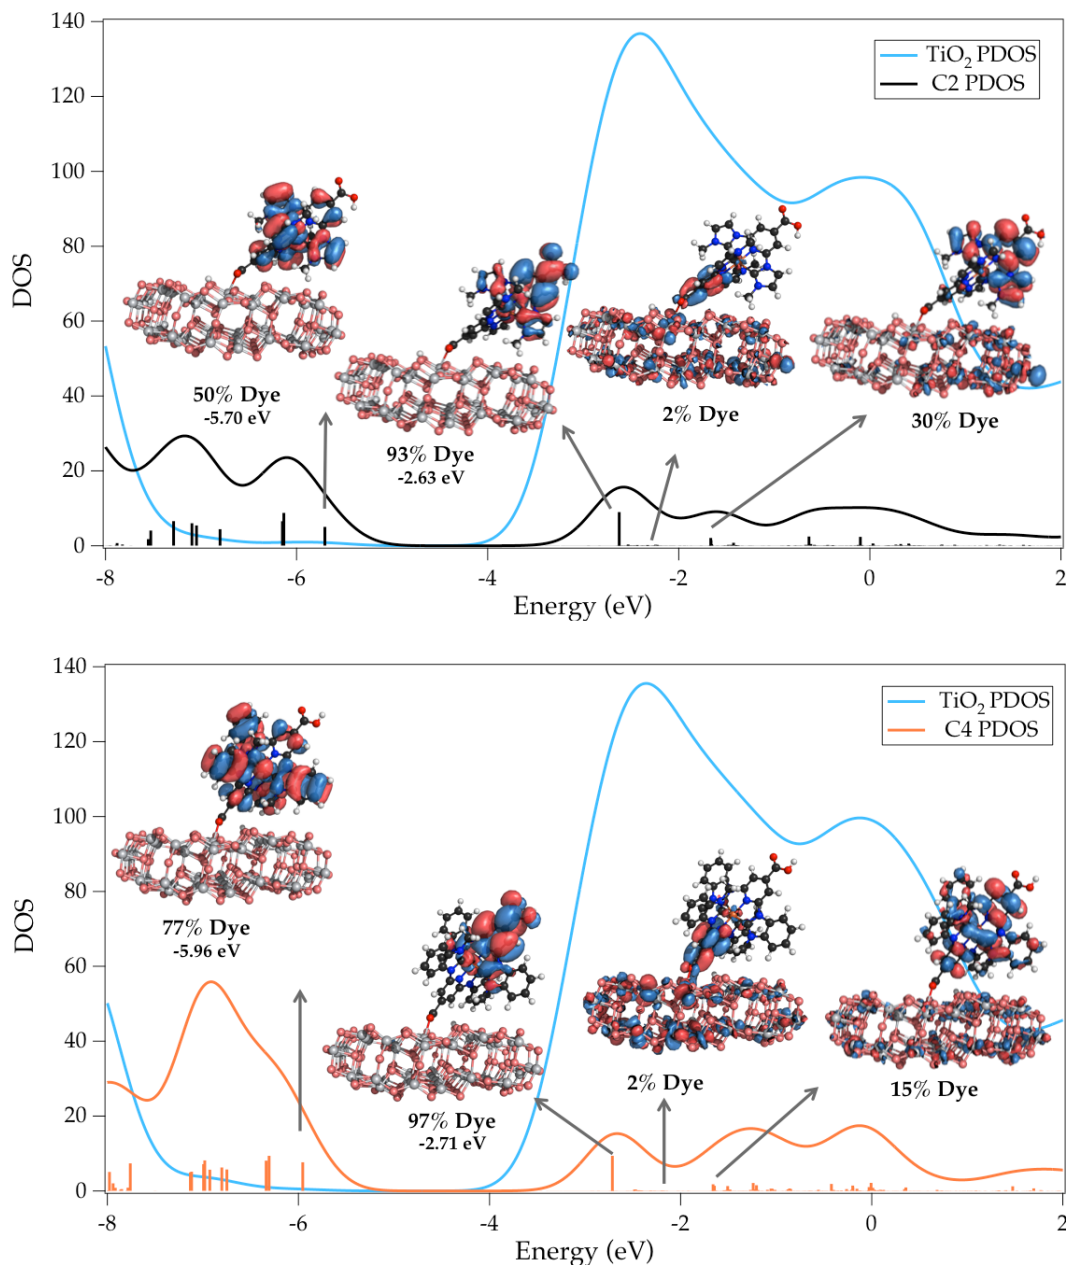 140
120
100
80
60
40
20
0
DOS
TiO2 PDOS
C2 PDOS
50% Dye
-5.70 eV
93% Dye
-2.63 eV
2% Dye
30% Dye
-8 -6 -4 -2 0 2
Energy (eV)
140
120
100
80
60
40
20
0
DOS
TiO2 PDOS
C4 PDOS
77% Dye
-5.96 eV
97% Dye
-2.71 eV
2% Dye
15% Dye
-8 -6 -4 -2 0 2
Energy (eV)